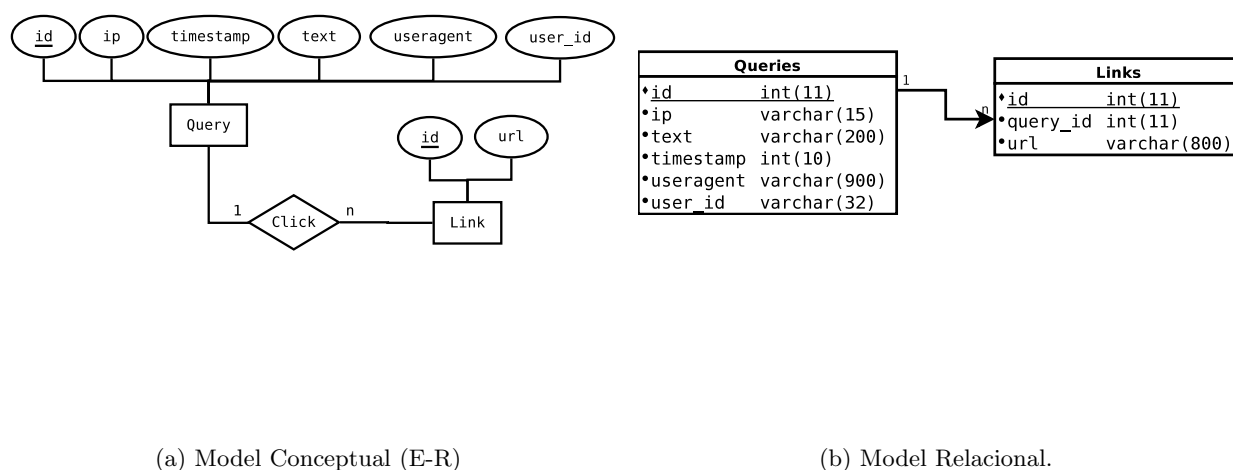 id ip timestamp text useragent user_id
Query
id url
1 Click n Link
Queries
id int(11)
ip varchar(15)
text varchar(200)
timestamp int(10)
useragent varchar(900)
user_id varchar(32)
1
n
Links
id int(11)
query_id int(11)
url varchar(800)
(a) Model Conceptual (E-R)
(b) Model Relacional.